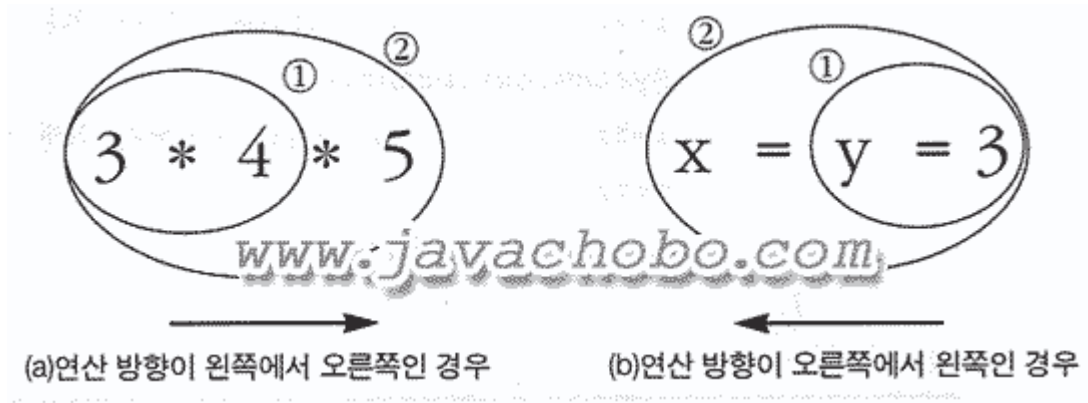 ② ②
① ①
3 * 4 * 5 x = y = 3
www.javachobo.com
(a)연산 방향이 왼쪽에서 오른쪽인 경우 (b)연산 방향이 오른쪽에서 왼쪽인 경우